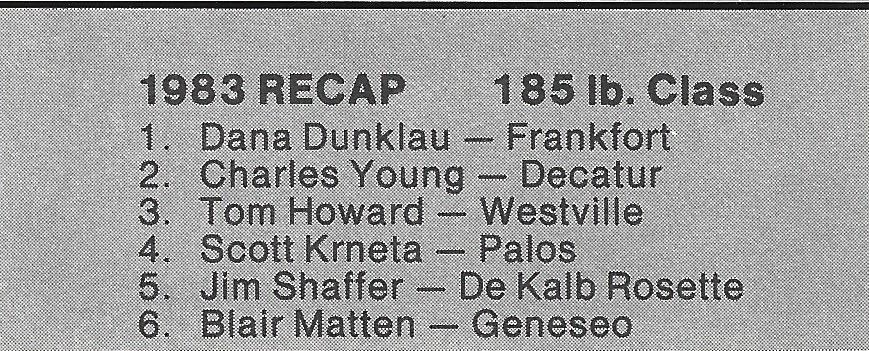 1983 RECAP 185 lb. Class
1. Dana Dunklau — Frankfort
2. Charles Young — Decatur
3. Tom Howard — Westville
4. Scott Krneta — Palos
5. Jim Shaffer — De Kalb Rosette
6. Blair Matten — Geneseo